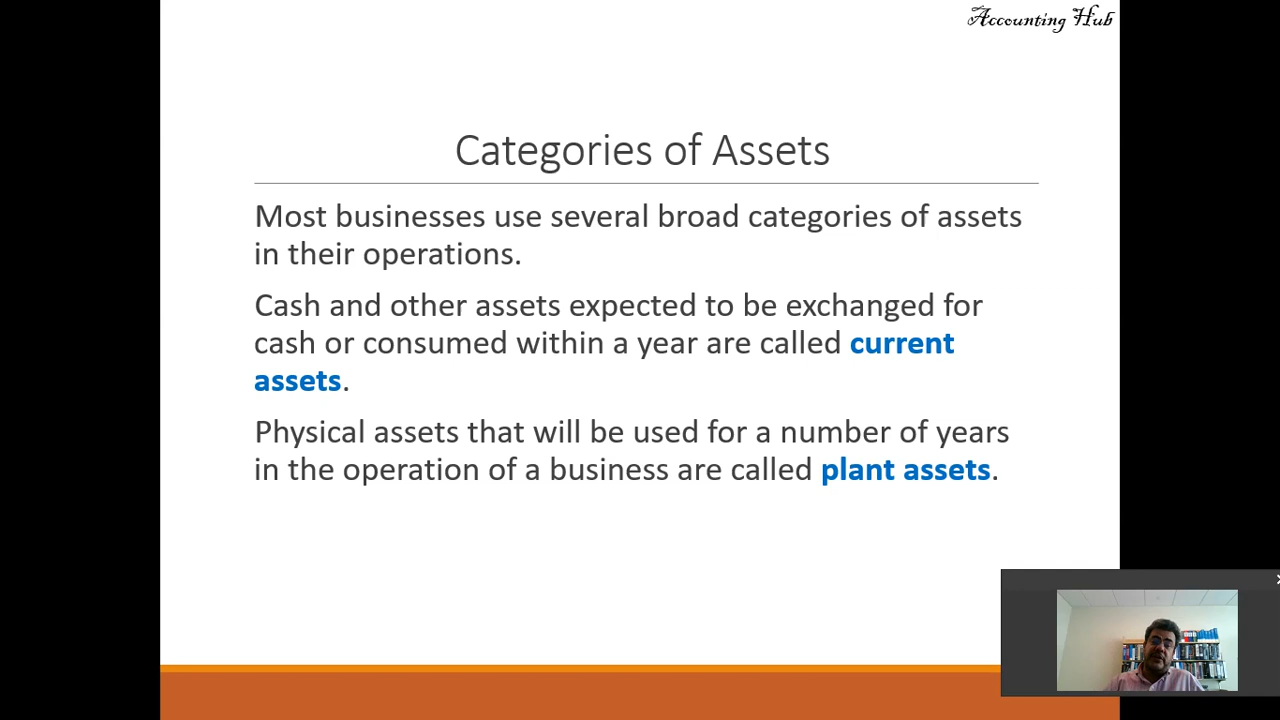 Accounting Hub
Categories of Assets
Most businesses use several broad categories of assets
in their operations.
Cash and other assets expected to be exchanged for
cash or consumed within a year are called current
assets.
Physical assets that will be used for a number of years
in the operation of a business are called plant assets.